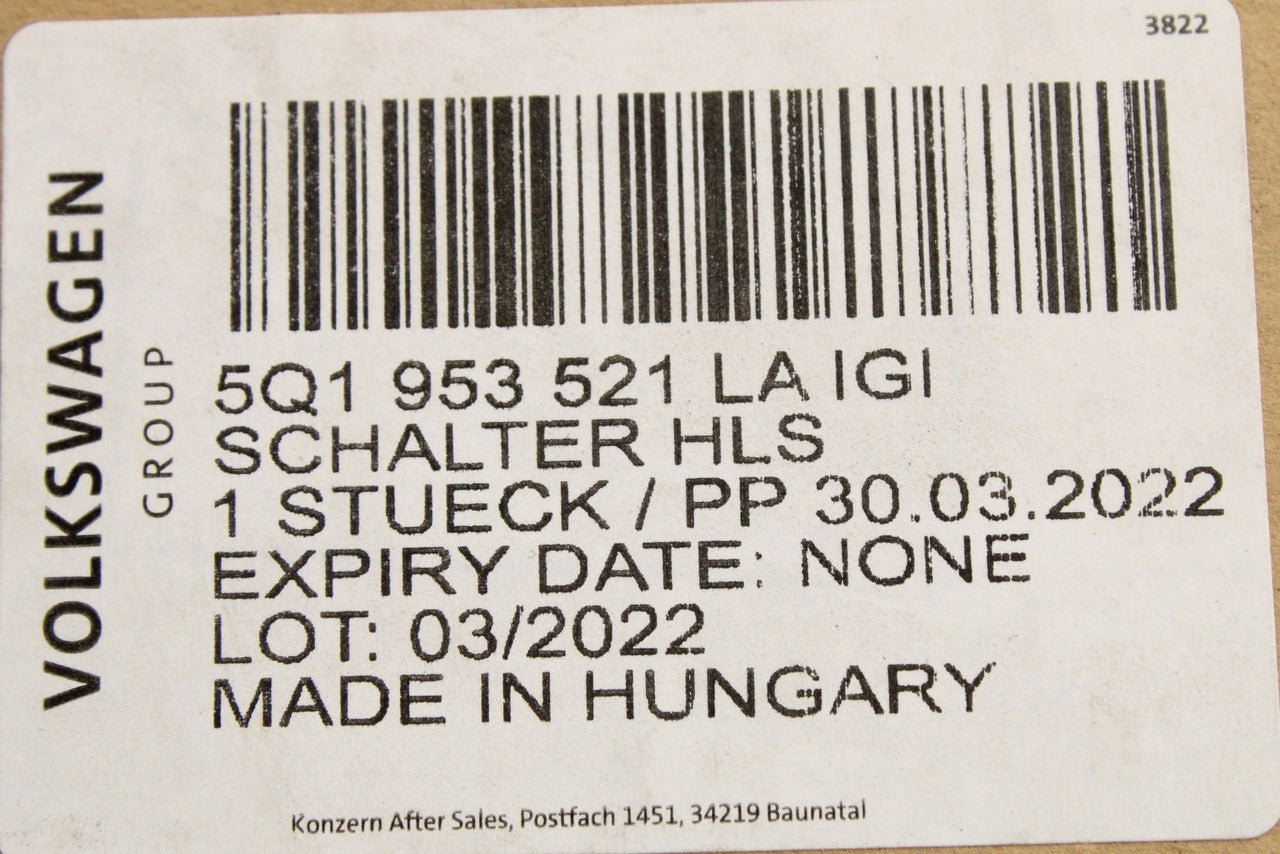 3822
VOLKSWAGEN
GROUP
5Q1 953 521 LA IGI
SCHALTER HLS
1 STUECK / PP 30.03.2022
EXPIRY DATE: NONE
LOT: 03/2022
MADE IN HUNGARY
Konzern After Sales, Postfach 1451, 34219 Baunatal